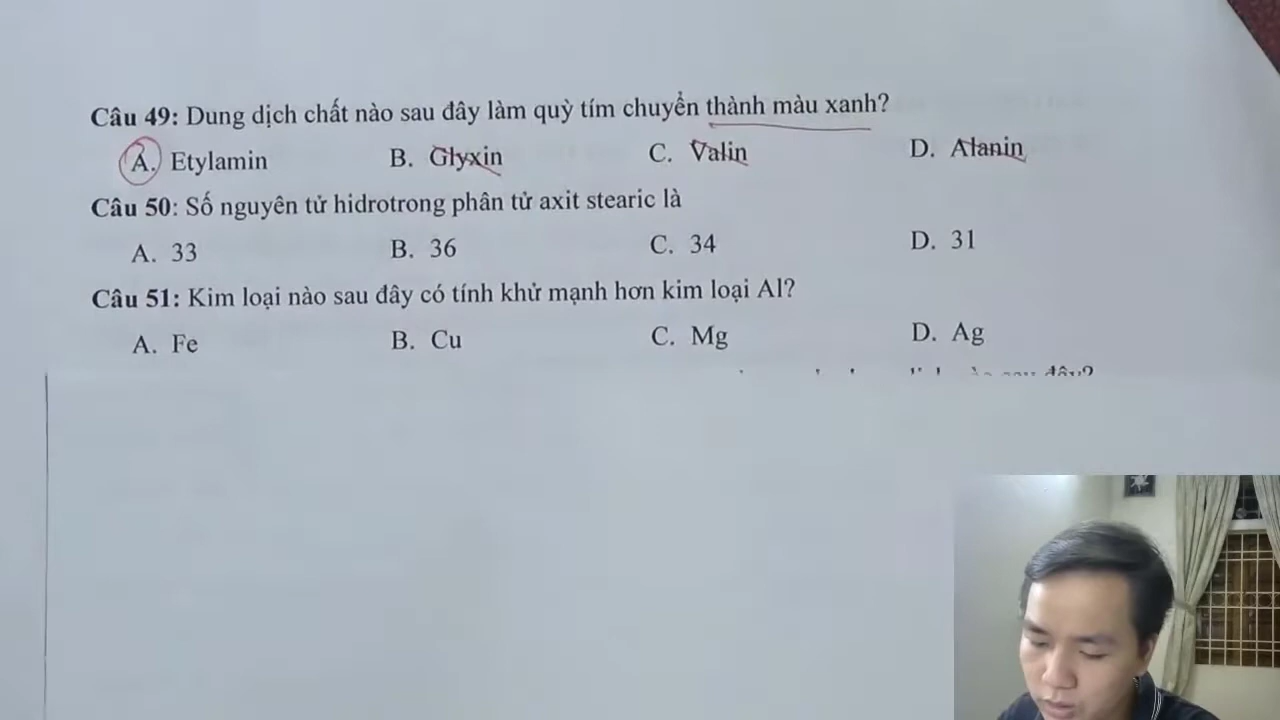 Câu 49: Dung dịch chất nào sau đây làm quỳ tím chuyển thành màu xanh?
A. Etylamin B. Glyxin C. Valin D. Alanin
Câu 50: Số nguyên tử hidrotrong phân tử axit stearic là
A. 33 B. 36 C. 34 D. 31
Câu 51: Kim loại nào sau đây có tính khử mạnh hơn kim loại Al?
A. Fe B. Cu C. Mg D. Ag
đây?